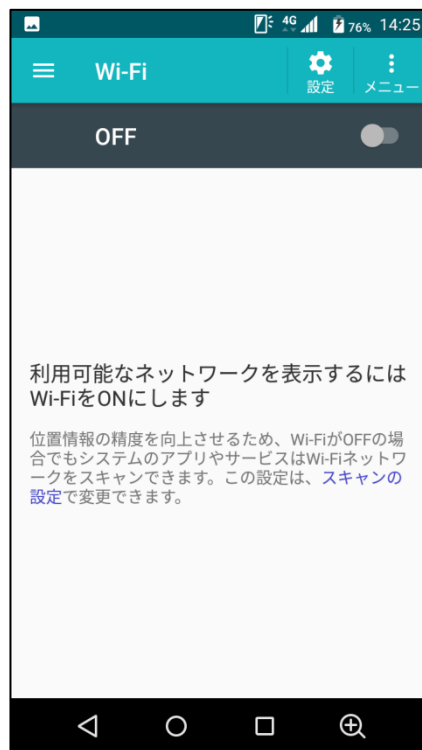 4G 76% 14:25
Wi-Fi
設定 メニュー
OFF
利用可能なネットワークを表示するには
Wi-FiをONにします
位置情報の精度を向上させるため、Wi-FiがOFFの場
合でもシステムのアプリやサービスはWi-Fiネットワ
ークをスキャンできます。この設定は、スキャンの
設定で変更できます。